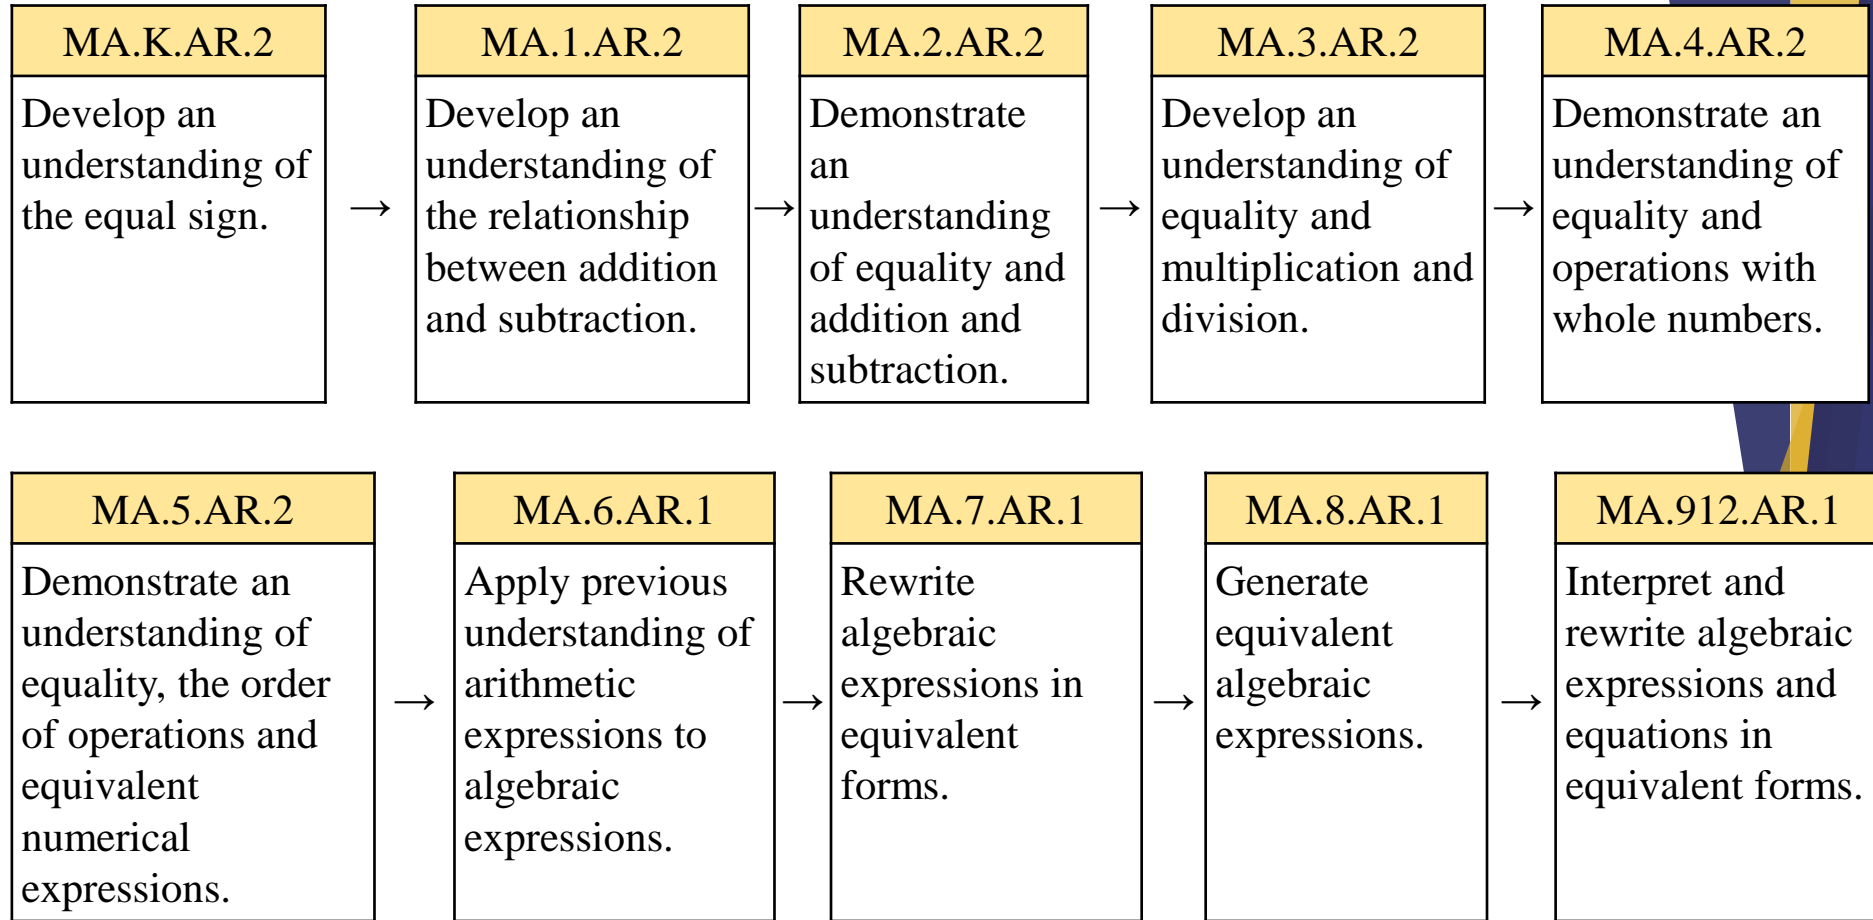 MA.K.AR.2
Develop an
understanding of
the equal sign.
→
MA.1.AR.2
Develop an
understanding of
the relationship
between addition
and subtraction.
→
MA.2.AR.2
Demonstrate
an
understanding
of equality and
addition and
subtraction.
→
MA.3.AR.2
Develop an
understanding of
equality and
multiplication and
division.
→
MA.4.AR.2
Demonstrate an
understanding of
equality and
operations with
whole numbers.
MA.5.AR.2
Demonstrate an
understanding of
equality, the order
of operations and
equivalent
numerical
expressions.
→
MA.6.AR.1
Apply previous
understanding of
arithmetic
expressions to
algebraic
expressions.
→
MA.7.AR.1
Rewrite
algebraic
expressions in
equivalent
forms.
→
MA.8.AR.1
Generate
equivalent
algebraic
expressions.
→
MA.912.AR.1
Interpret and
rewrite algebraic
expressions and
equations in
equivalent forms.